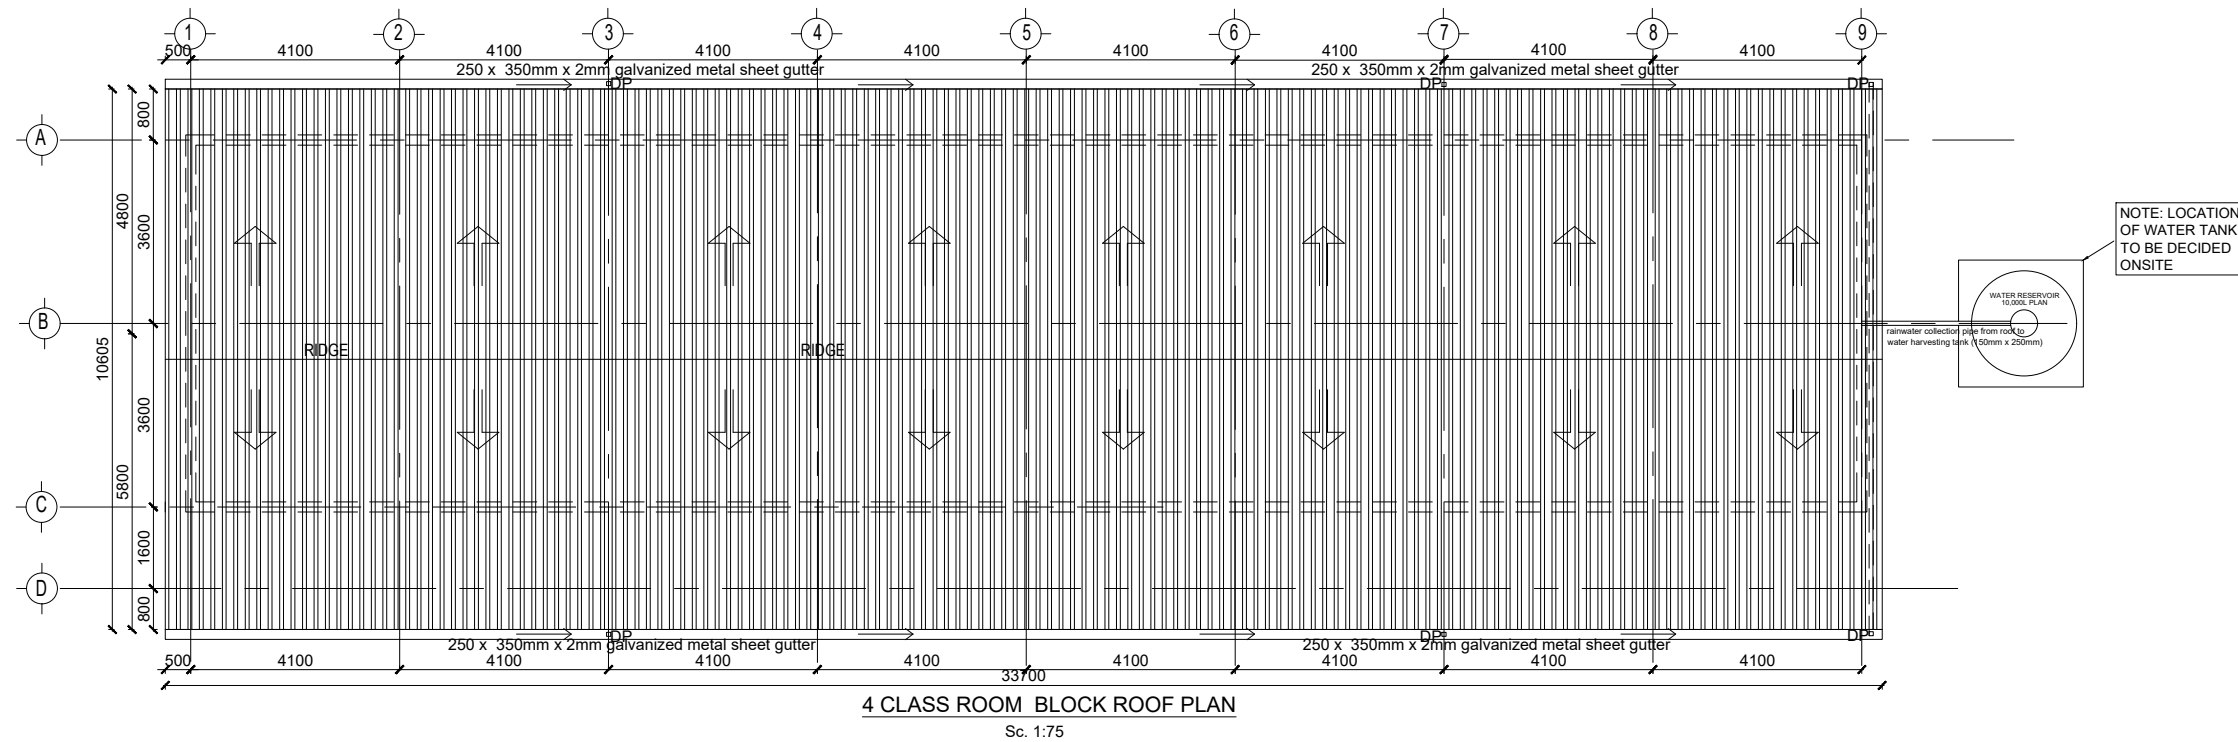 1 2 3 4 5 6 7 8 9
500 4100 4100 4100 4100 4100 4100 4100 4100
250 x 350mm x 2mm galvanized metal sheet gutter 250 x 350mm x 2mm galvanized metal sheet gutter
DP DP DP
800
A
4800
3600
NOTE: LOCATION
OF WATER TANK
TO BE DECIDED
ONSITE
WATER RESERVOIR
10,000L PLAN
B
rainwater collection pipe from roof to
water harvesting tank (150mm x 250mm)
RIDGE RIDGE
10605
3600
5800
C
1600
D
800
DP DP DP
250 x 350mm x 2mm galvanized metal sheet gutter 250 x 350mm x 2mm galvanized metal sheet gutter
500 4100 4100 4100 4100 4100 4100 4100 4100
33700
4 CLASS ROOM BLOCK ROOF PLAN
Sc. 1:75